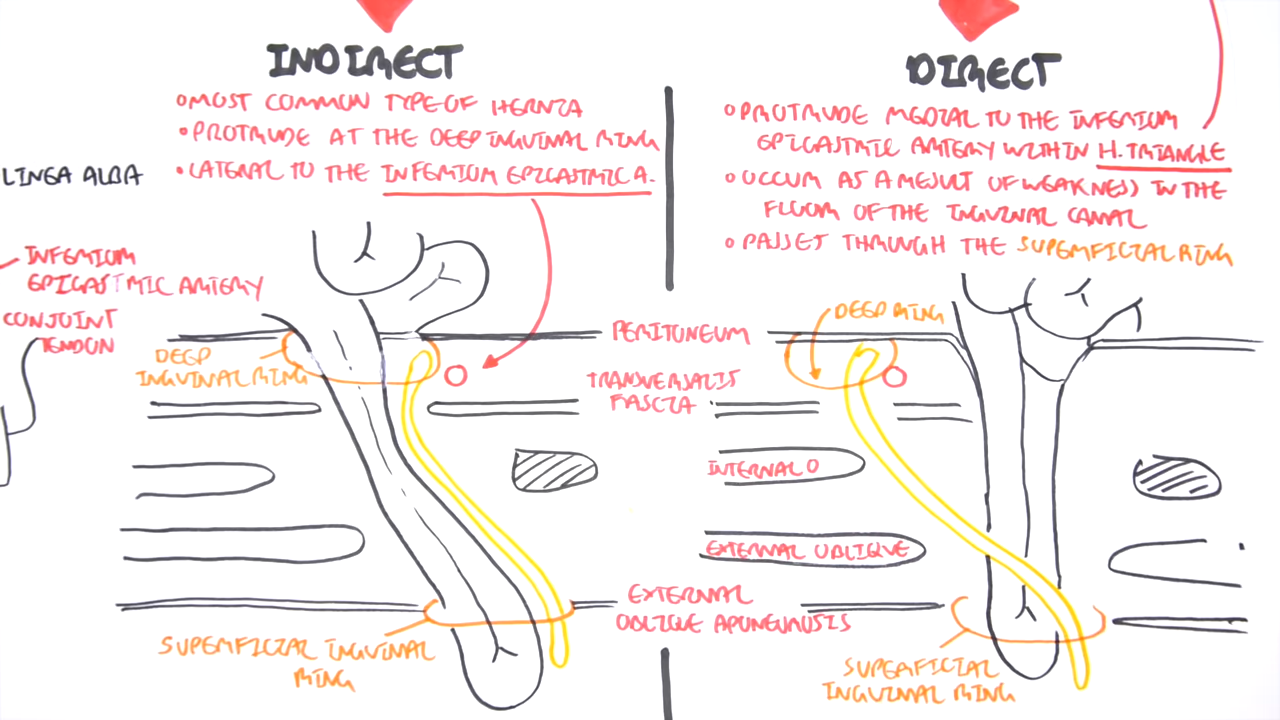 INDIRECT
•MOST COMMON TYPE OF HERNIA
•PROTRUDE AT THE DEEP INGUINAL RING
•LATERAL TO THE INFERIOR EPIGASTRIC A.
LINEA ALBA
INFERIOR
EPIGASTRIC ARTERY
CONJOINT
TENDON
DEEP
INGUINAL RING
SUPERFICIAL INGUINAL
RING
PERITONEUM
TRANSVERSALIS
FASCIA
EXTERNAL
OBLIQUE APONEUROSIS
DIRECT
•PROTRUDE MEDIAL TO THE INFERIOR
EPIGASTRIC ARTERY WITHIN H.TRIANGLE
•OCCUR AS A RESULT OF WEAKNESS IN THE
FLOOR OF THE INGUINAL CANAL
•PASSES THROUGH THE SUPERFICIAL RING
DEEP RING
INTERNAL O
EXTERNAL OBLIQUE
SUPERFICIAL
INGUINAL RING